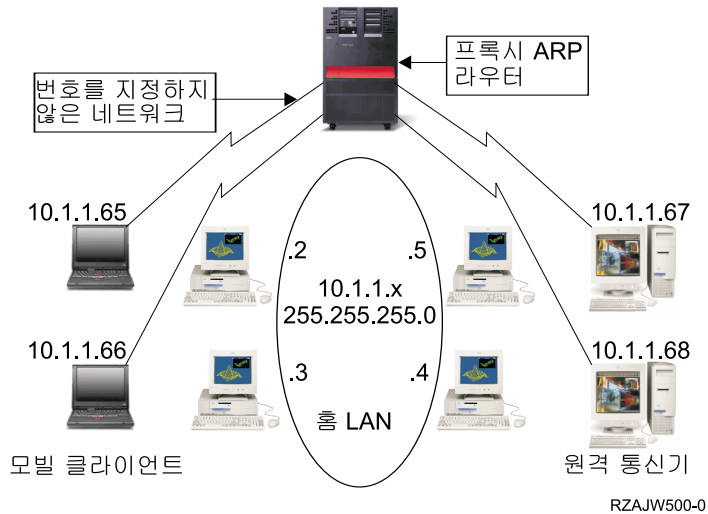 프록시 ARP
라우터
번호를 지정하지
않은 네트워크
10.1.1.65
10.1.1.67
.2
.5
10.1.1.x
255.255.255.0
10.1.1.66
10.1.1.68
.3
.4
홈 LAN
모빌 클라이언트
원격 통신기
RZAJW500-0